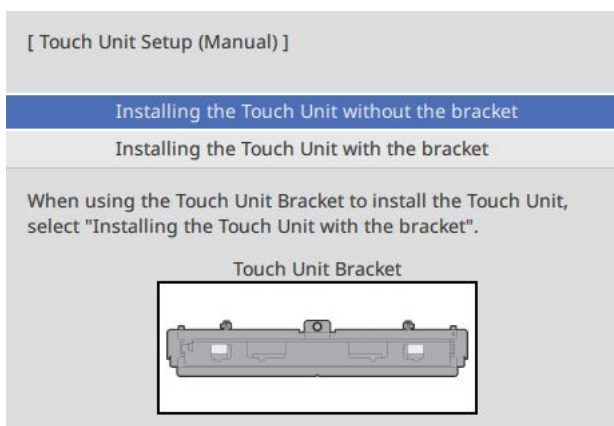 [ Touch Unit Setup (Manual) ]
Installing the Touch Unit without the bracket
Installing the Touch Unit with the bracket
When using the Touch Unit Bracket to install the Touch Unit,
select "Installing the Touch Unit with the bracket".
Touch Unit Bracket